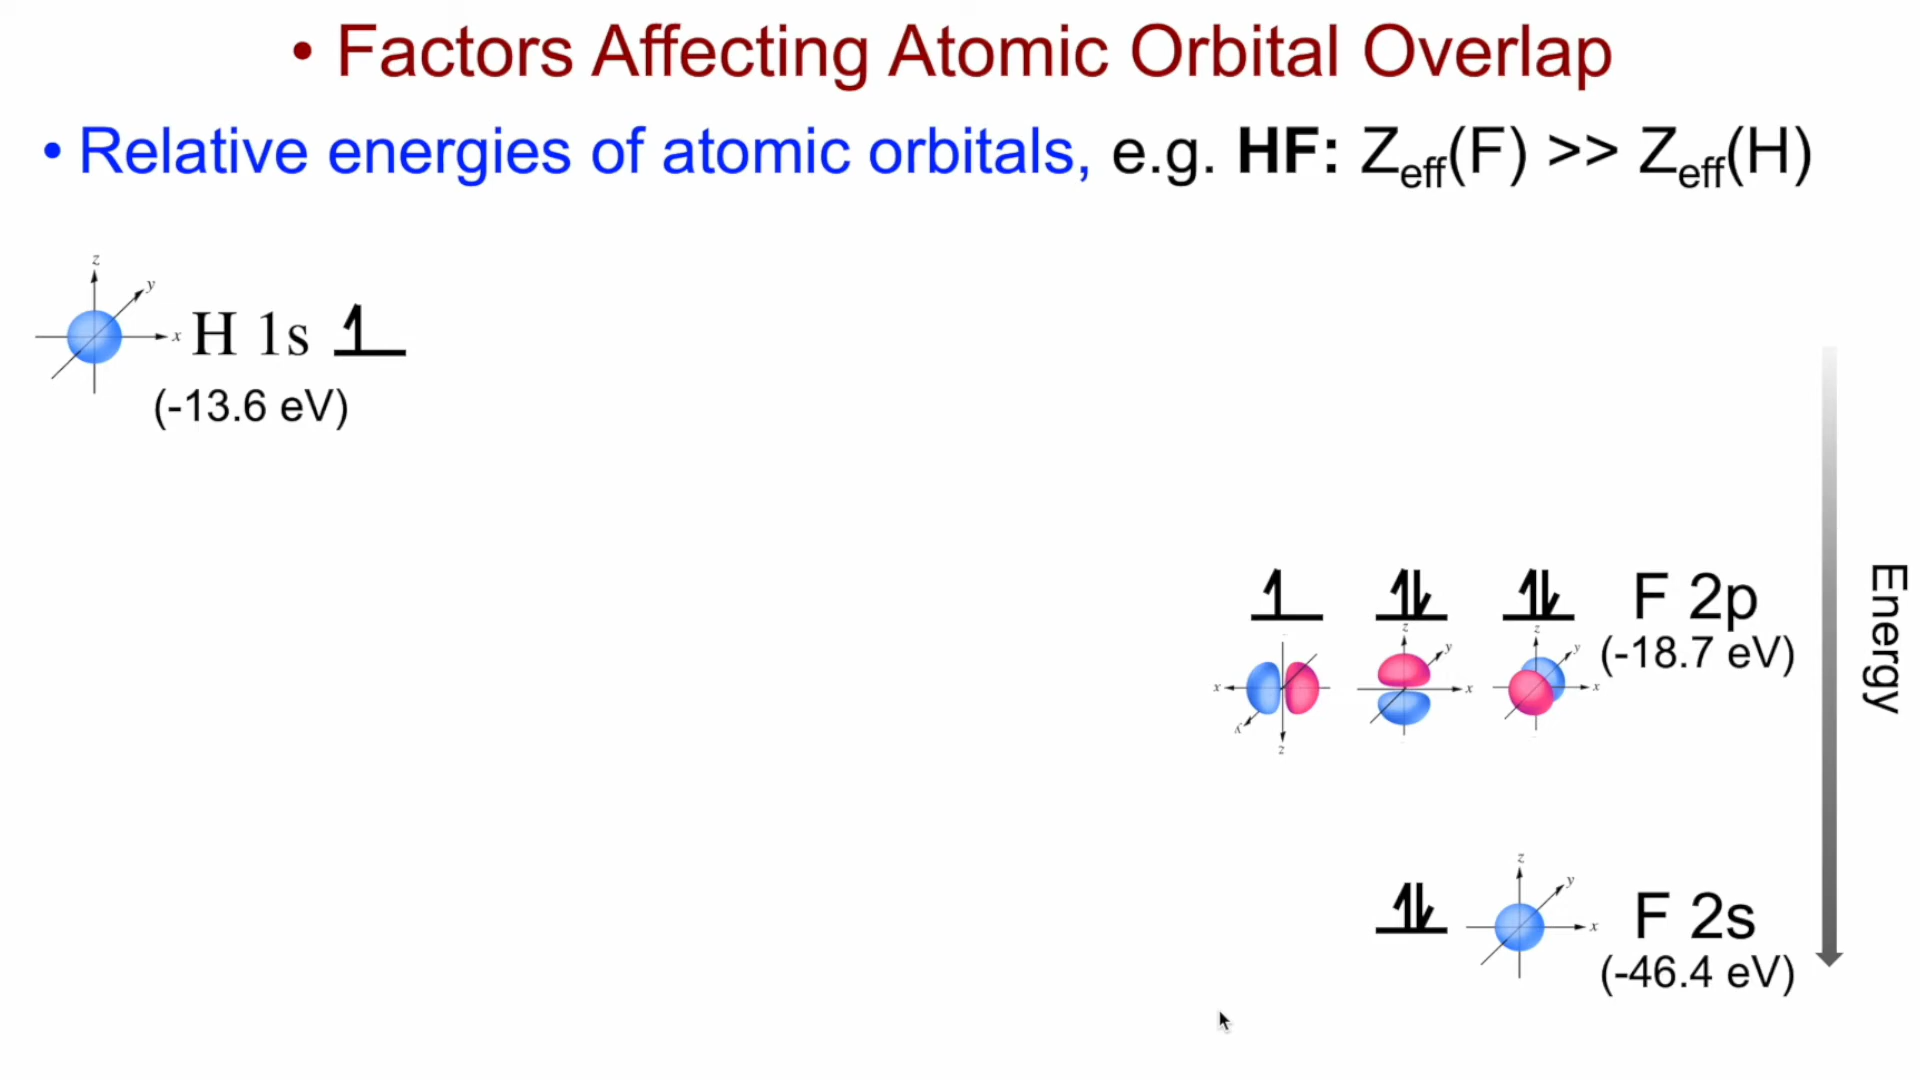 • Factors Affecting Atomic Orbital Overlap
• Relative energies of atomic orbitals, e.g. HF: Zeff(F) >> Zeff(H)
z
y
x
H 1s
(-13.6 eV)
F 2p
(-18.7 eV)
x
y
z
z
y
x
z
y
x
Energy
z
y
x
F 2s
(-46.4 eV)